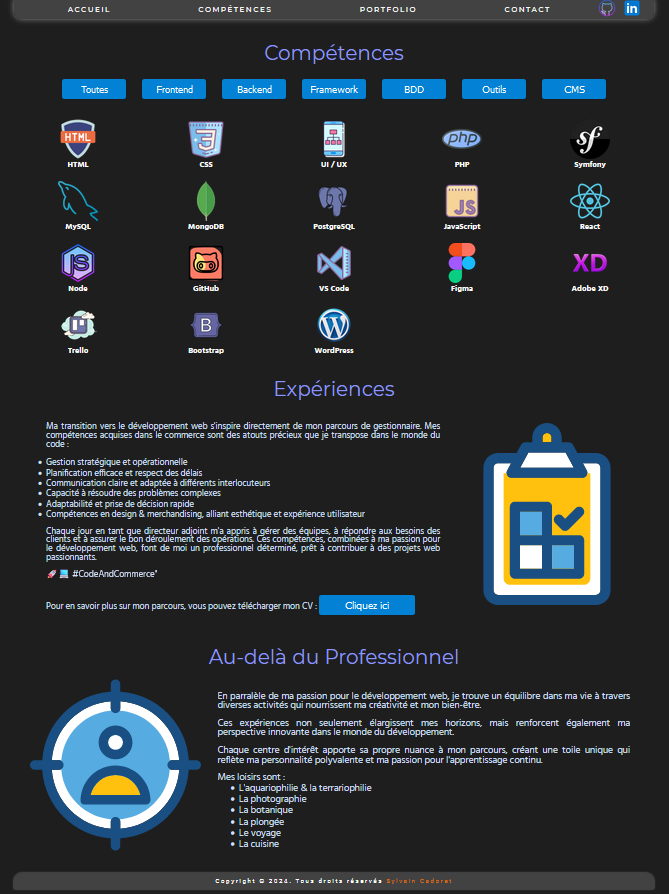 ACCUEIL COMPÉTENCES PORTFOLIO CONTACT in
Compétences
Toutes Frontend Backend Framework BDD Outils CMS
HTML php sf
HTML CSS UI / UX PHP Symfony
JS
MySQL MongoDB PostgreSQL JavaScript React
JS XD
Node GitHub VS Code Figma Adobe XD
B W
Trello Bootstrap WordPress
Expériences
Ma transition vers le développement web s'inspire directement de mon parcours de gestionnaire. Mes
compétences acquises dans le commerce sont des atouts précieux que je transpose dans le monde du
code :
• Gestion stratégique et opérationnelle
• Planification efficace et respect des délais
• Communication claire et adaptée à différents interlocuteurs
• Capacité à résoudre des problèmes complexes
• Adaptabilité et prise de décision rapide
• Compétences en design & merchandising, alliant esthétique et expérience utilisateur
Chaque jour en tant que directeur adjoint m'a appris à gérer des équipes, à répondre aux besoins des
clients et à assurer le bon déroulement des opérations. Ces compétences, combinées à ma passion pour
le développement web, font de moi un professionnel déterminé, prêt à contribuer à des projets web
passionnants.
🚀 💻 #CodeAndCommerce"
Pour en savoir plus sur mon parcours, vous pouvez télécharger mon CV : Cliquez ici
Au-delà du Professionnel
En parralèle de ma passion pour le développement web, je trouve un équilibre dans ma vie à travers
diverses activités qui nourrissent ma créativité et mon bien-être.
Ces expériences non seulement élargissent mes horizons, mais renforcent également ma
perspective innovante dans le monde du développement.
Chaque centre d'intérêt apporte sa propre nuance à mon parcours, créant une toile unique qui
reflète ma personnalité polyvalente et ma passion pour l'apprentissage continu.
Mes loisirs sont :
• L'aquariophilie & la terrariophilie
• La photographie
• La botanique
• La plongée
• Le voyage
• La cuisine
Copyright © 2024. Tous droits réservés Sylvain Cadoret